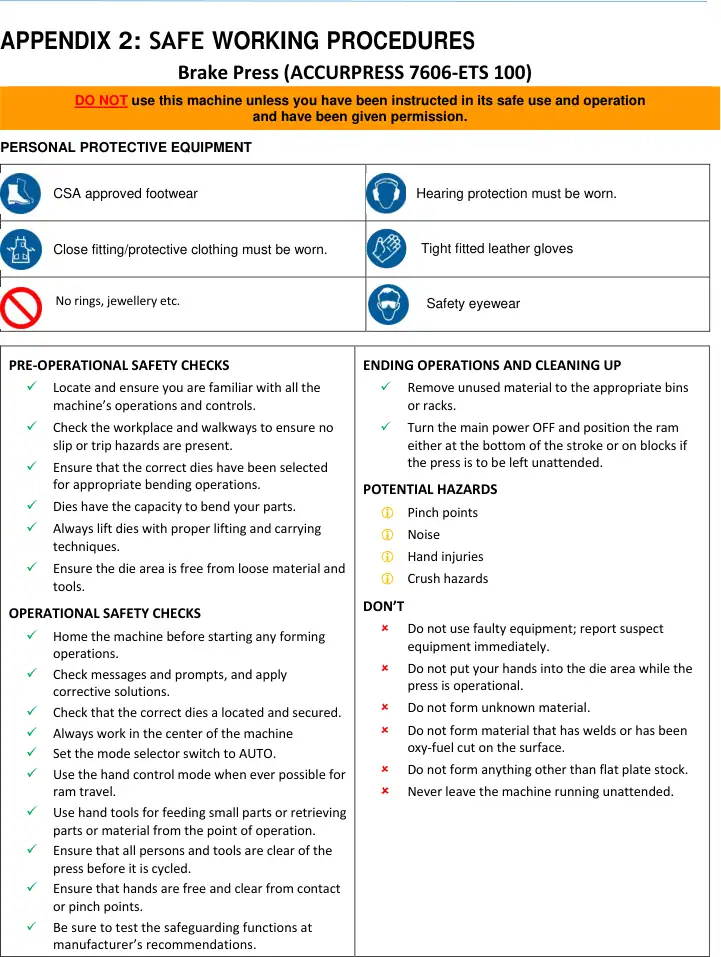 APPENDIX 2: SAFE WORKING PROCEDURES
Brake Press (ACCURPRESS 7606-ETS 100)
DO NOT use this machine unless you have been instructed in its safe use and operation
and have been given permission.
PERSONAL PROTECTIVE EQUIPMENT
CSA approved footwear
Hearing protection must be worn.
Close fitting/protective clothing must be worn.
Tight fitted leather gloves
No rings, jewellery etc.
Safety eyewear
PRE-OPERATIONAL SAFETY CHECKS
Locate and ensure you are familiar with all the
machine's operations and controls.
Check the workplace and walkways to ensure no
slip or trip hazards are present.
Ensure that the correct dies have been selected
for appropriate bending operations.
Dies have the capacity to bend your parts.
Always lift dies with proper lifting and carrying
techniques.
Ensure the die area is free from loose material and
tools.
OPERATIONAL SAFETY CHECKS
Home the machine before starting any forming
operations.
Check messages and prompts, and apply
corrective solutions.
Check that the correct dies a located and secured.
Always work in the center of the machine
Set the mode selector switch to AUTO.
Use the hand control mode when ever possible for
ram travel.
Use hand tools for feeding small parts or retrieving
parts or material from the point of operation.
Ensure that all persons and tools are clear of the
press before it is cycled.
Ensure that hands are free and clear from contact
or pinch points.
Be sure to test the safeguarding functions at
manufacturer's recommendations.
ENDING OPERATIONS AND CLEANING UP
Remove unused material to the appropriate bins
or racks.
Turn the main power OFF and position the ram
either at the bottom of the stroke or on blocks if
the press is to be left unattended.
POTENTIAL HAZARDS
Pinch points
Noise
Hand injuries
Crush hazards
DON'T
Do not use faulty equipment; report suspect
equipment immediately.
Do not put your hands into the die area while the
press is operational.
Do not form unknown material.
Do not form material that has welds or has been
oxy-fuel cut on the surface.
Do not form anything other than flat plate stock.
Never leave the machine running unattended.